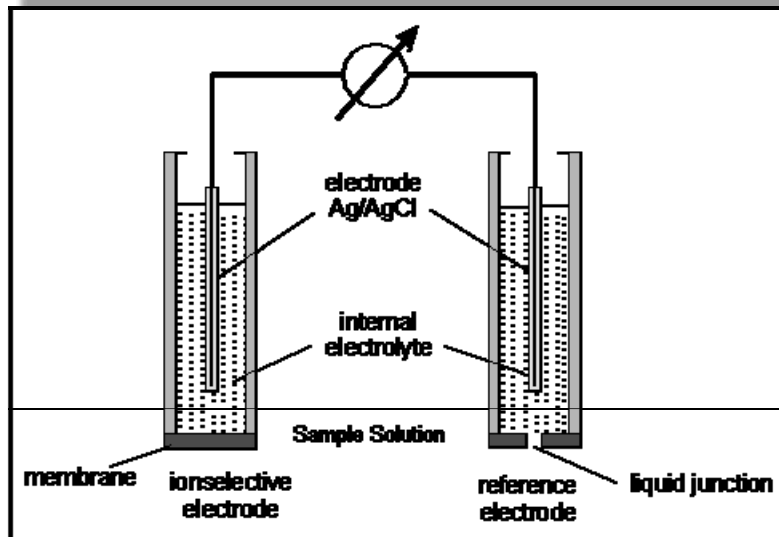 electrode
Ag/AgCl
internal
electrolyte
Sample Solution
membrane
ionselective
electrode
reference
electrode
liquid junction